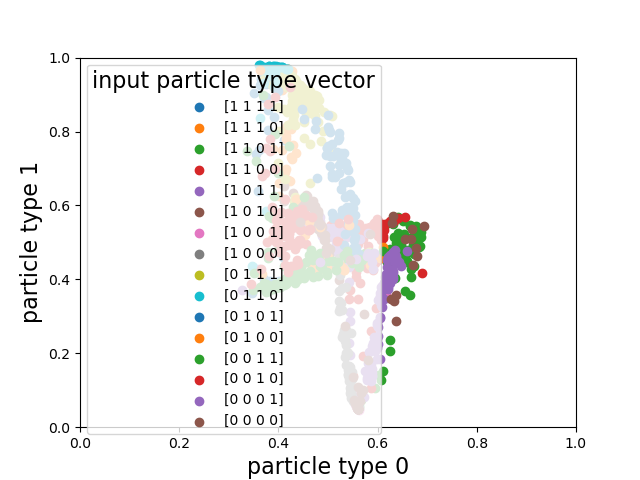 input particle type vector
[1 1 1 1]
[1 1 1 0]
[1 1 0 1]
[1 1 0 0]
[1 0 1 1]
[1 0 1 0]
[1 0 0 1]
[1 0 0 0]
[0 1 1 1]
[0 1 1 0]
[0 1 0 1]
[0 1 0 0]
[0 0 1 1]
[0 0 1 0]
[0 0 0 1]
[0 0 0 0]
particle type 1
1.0
0.8
0.6
0.4
0.2
0.0
0.0 0.2 0.4 0.6 0.8 1.0
particle type 0